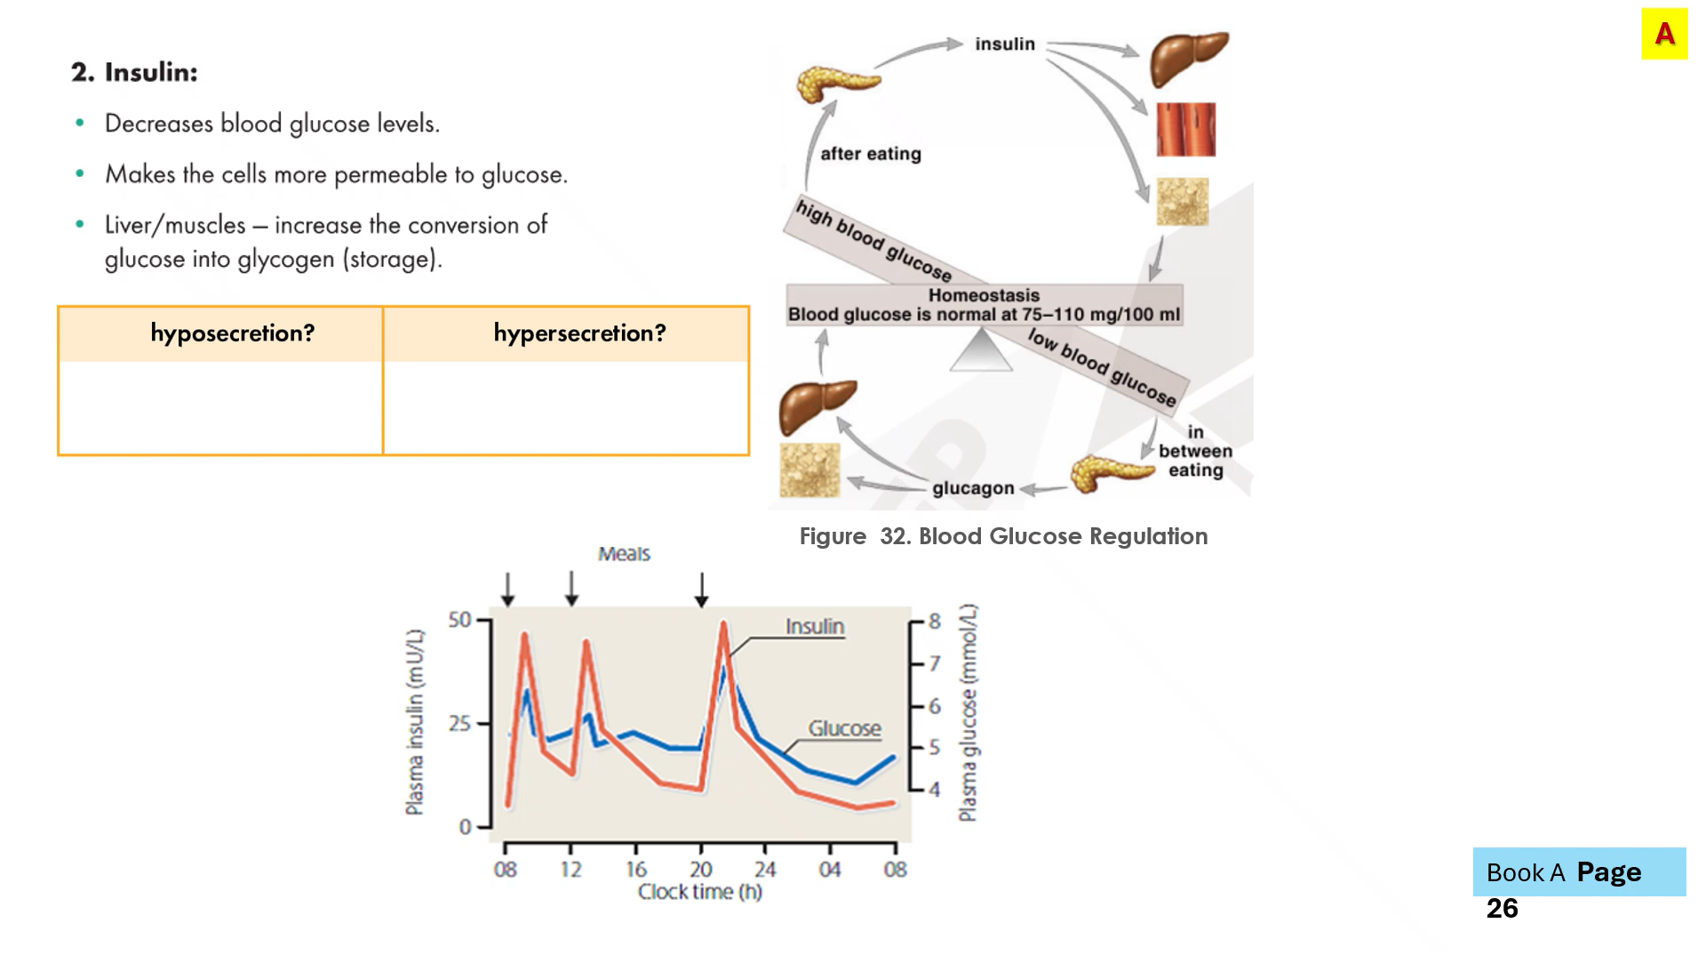 A
2. Insulin:
• Decreases blood glucose levels.
• Makes the cells more permeable to glucose.
• Liver/muscles – increase the conversion of
glucose into glycogen (storage).
hyposecretion?
hypersecretion?
insulin
after eating
high blood glucose
Homeostasis
Blood glucose is normal at 75–110 mg/100 ml
low blood glucose
in
between
eating
glucagon
Figure 32. Blood Glucose Regulation
Meals
Plasma insulin (mU/L)
50
25
0
Insulin
Glucose
8
7
6
5
4
Plasma glucose (mmol/L)
08 12 16 20 24 04 08
Clock time (h)
Book A Page
26